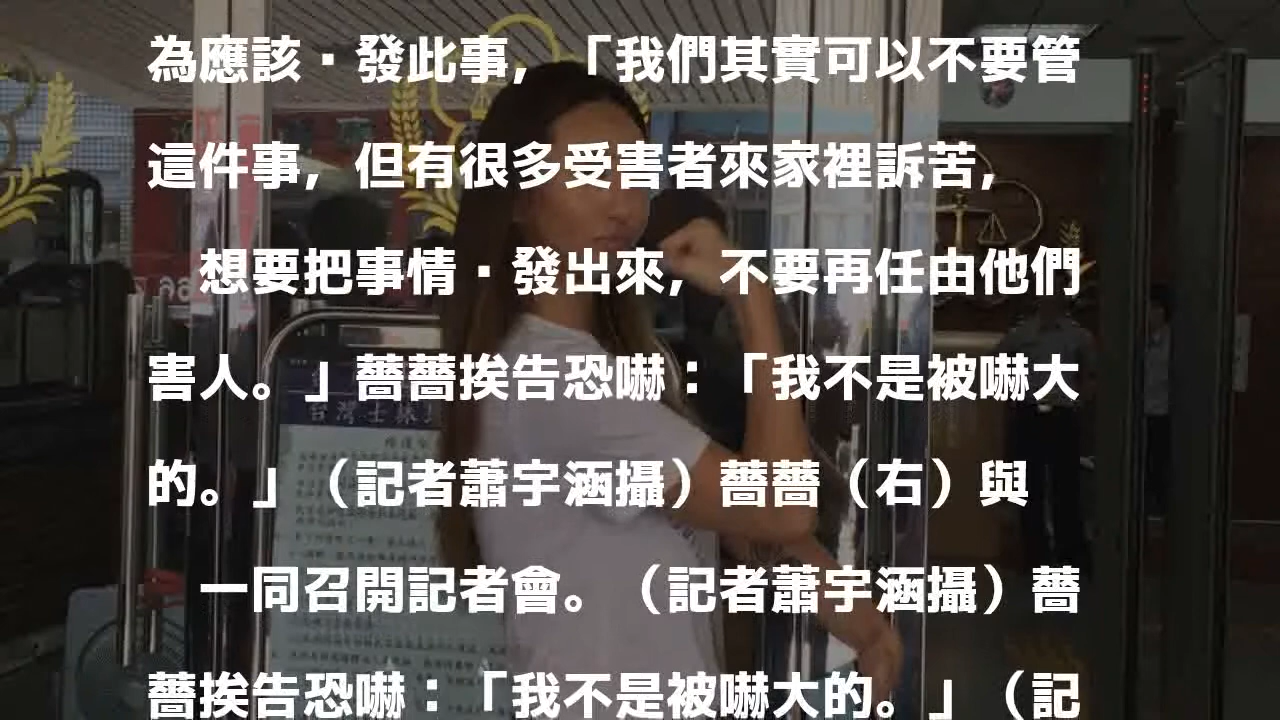 為應該·發此事，「我們其實可以不要管
這件事，但有很多受害者來家裡訴苦，
想要把事情·發出來，不要再任由他們
害人。」薔薔挨告恐嚇：「我不是被嚇大
的。」（記者蕭宇涵攝）薔薔（右）與
一同召開記者會。（記者蕭宇涵攝）薔
薔挨告恐嚇：「我不是被嚇大的。」（記